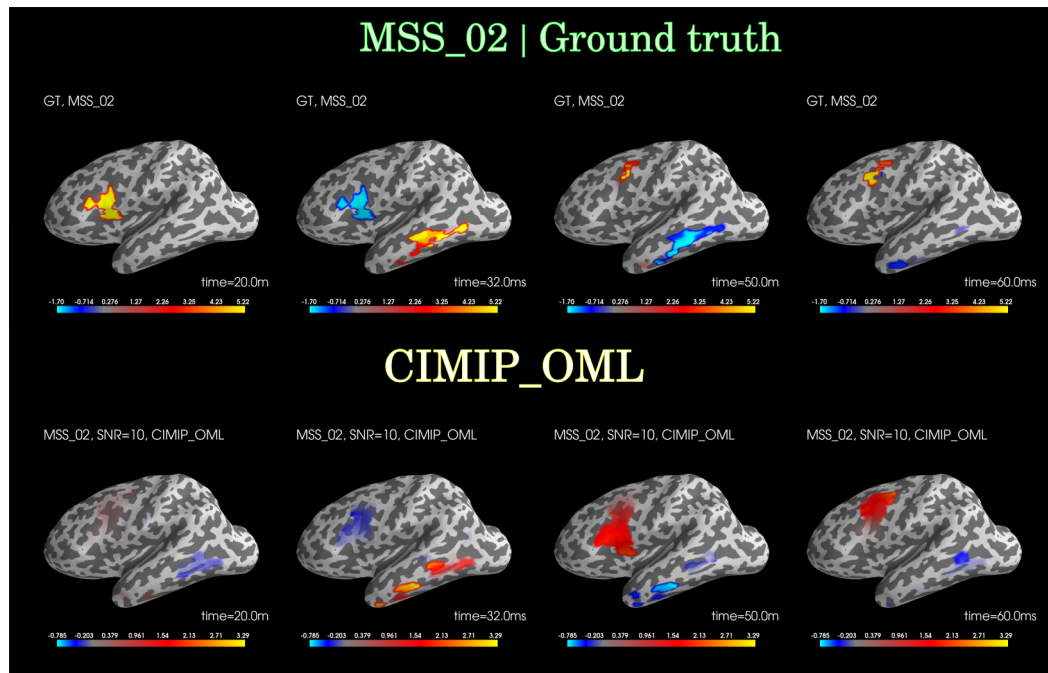 MSS_02 | Ground truth
GT, MSS_02
GT, MSS_02
GT, MSS_02
GT, MSS_02
time=20.0m
time=32.0ms
time=50.0m
time=60.0ms
-1.70 -0.714 0.276 1.27 2.26 3.25 4.23 5.22
-1.70 -0.714 0.276 1.27 2.26 3.25 4.23 5.22
-1.70 -0.714 0.276 1.27 2.26 3.25 4.23 5.22
-1.70 -0.714 0.276 1.27 2.26 3.25 4.23 5.22
CIMIP_OML
MSS_02, SNR=10, CIMIP_OML
MSS_02, SNR=10, CIMIP_OML
MSS_02, SNR=10, CIMIP_OML
MSS_02, SNR=10, CIMIP_OML
time=20.0m
time=32.0ms
time=50.0m
time=60.0ms
-0.785 -0.203 0.379 0.961 1.54 2.13 2.71 3.29
-0.785 -0.203 0.379 0.961 1.54 2.13 2.71 3.29
-0.785 -0.203 0.379 0.961 1.54 2.13 2.71 3.29
-0.785 -0.203 0.379 0.961 1.54 2.13 2.71 3.29